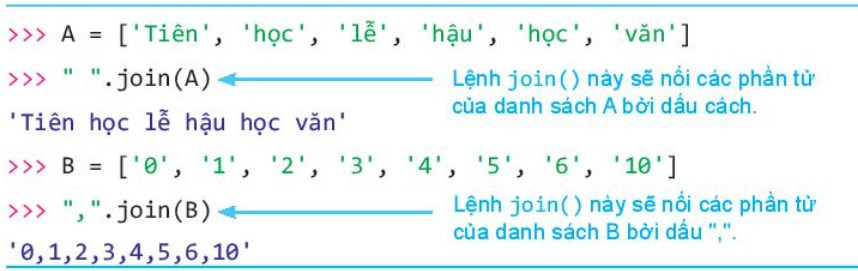 >>> A = ['Tiên', 'học', 'lễ', 'hậu', 'học', 'văn']
>>> " ".join(A)
Lệnh join() này sẽ nối các phần tử
của danh sách A bởi dấu cách.
'Tiên học lễ hậu học văn'
>>> B = ['0', '1', '2', '3', '4', '5', '6', '10']
>>> ",".join(B)
Lệnh join() này sẽ nối các phần tử
của danh sách B bởi dấu ",".
'0,1,2,3,4,5,6,10'